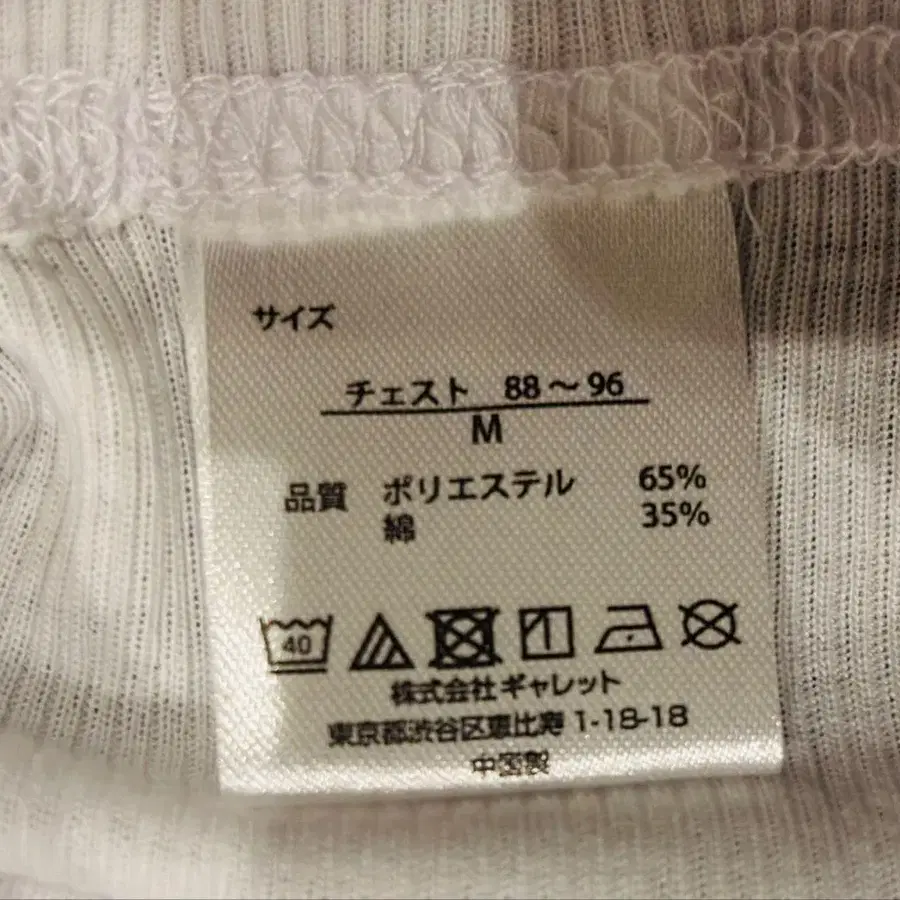 サイズ
チェスト 88〜96
M
品質 ポリエステル 65%
綿 35%
40
株式会社ギャレット
東京都渋谷区恵比寿1-18-18
中国製